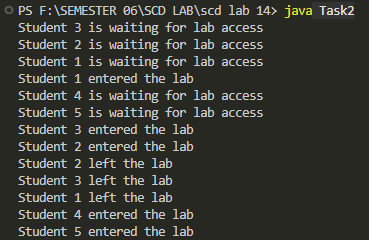 PS F:\SEMESTER 06\SCD LAB\scd lab 14> java Task2
Student 3 is waiting for lab access
Student 2 is waiting for lab access
Student 1 is waiting for lab access
Student 1 entered the lab
Student 4 is waiting for lab access
Student 5 is waiting for lab access
Student 3 entered the lab
Student 2 entered the lab
Student 2 left the lab
Student 3 left the lab
Student 1 left the lab
Student 4 entered the lab
Student 5 entered the lab